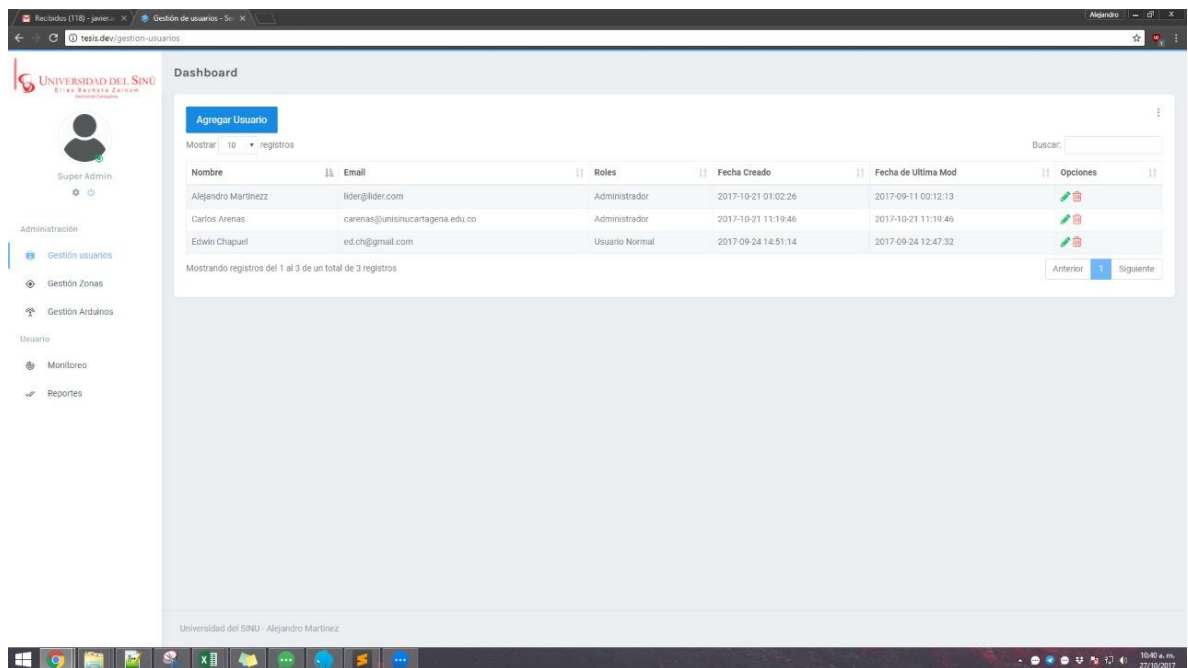 Recibidos (118) - javier.a
Gestión de usuarios - Se
Alejandro
tesis.dev/gestion-usuarios
UNIVERSIDAD DEL SINÚ
Elías Bechara Zainúm
Seccional Cartagena
Super Admin
Administración
Gestión usuarios
Gestión Zonas
Gestión Arduinos
Usuario
Monitoreo
Reportes
Dashboard
Agregar Usuario
Mostrar 10 registros
Buscar:
Nombre Email Roles Fecha Creado Fecha de Ultima Mod Opciones
Alejandro Martinezz lider@lider.com Administrador 2017-10-21 01:02:26 2017-09-11 00:12:13
Carlos Arenas carenas@unisinucartagena.edu.co Administrador 2017-10-21 11:19:46 2017-10-21 11:19:46
Edwin Chapuel ed.ch@gmail.com Usuario Normal 2017-09-24 14:51:14 2017-09-24 12:47:32
Mostrando registros del 1 al 3 de un total de 3 registros
Anterior 1 Siguiente
Universidad del SINU - Alejandro Martinez
10:40 a. m.
27/10/2017